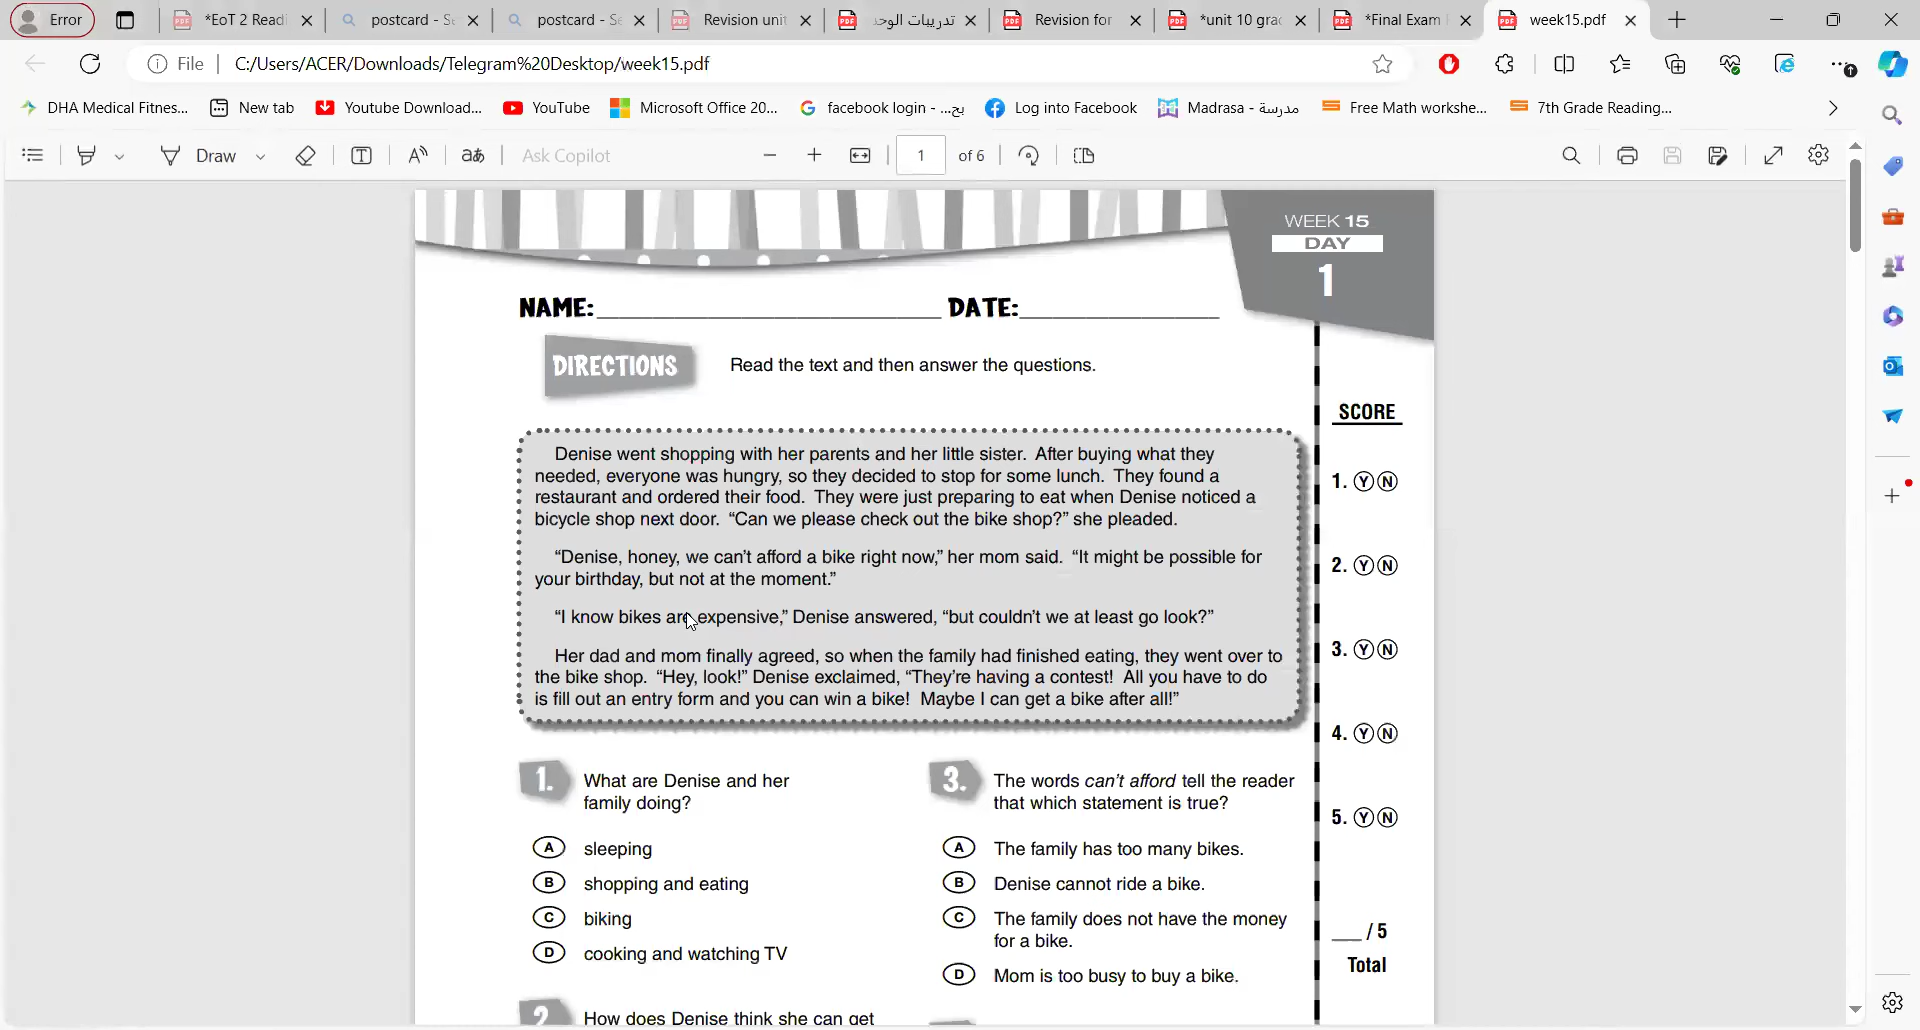 Error
*EoT 2 Readi
postcard - Se
postcard - Se
Revision unit
تدريبات الوحد
Revision for
*unit 10 grad
*Final Exam
week15.pdf
File
C:/Users/ACER/Downloads/Telegram%20Desktop/week15.pdf
DHA Medical Fitnes...
New tab
Youtube Download...
YouTube
Microsoft Office 20...
facebook login - ...بح
Log into Facebook
Madrasa - مدرسة
Free Math workshe...
7th Grade Reading...
Draw
aあ
Ask Copilot
1 of 6
WEEK 15
DAY
1
NAME:__________ DATE:__________
DIRECTIONS
Read the text and then answer the questions.
Denise went shopping with her parents and her little sister. After buying what they
needed, everyone was hungry, so they decided to stop for some lunch. They found a
restaurant and ordered their food. They were just preparing to eat when Denise noticed a
bicycle shop next door. “Can we please check out the bike shop?” she pleaded.
“Denise, honey, we can’t afford a bike right now,” her mom said. “It might be possible for
your birthday, but not at the moment.”
“I know bikes are expensive,” Denise answered, “but couldn’t we at least go look?”
Her dad and mom finally agreed, so when the family had finished eating, they went over to
the bike shop. “Hey, look!” Denise exclaimed, “They’re having a contest! All you have to do
is fill out an entry form and you can win a bike! Maybe I can get a bike after all!”
1.
What are Denise and her
family doing?
A sleeping
B shopping and eating
C biking
D cooking and watching TV
2.
How does Denise think she can get
3.
The words can’t afford tell the reader
that which statement is true?
A The family has too many bikes.
B Denise cannot ride a bike.
C The family does not have the money
for a bike.
D Mom is too busy to buy a bike.
SCORE
1. Y N
2. Y N
3. Y N
4. Y N
5. Y N
___ / 5
Total